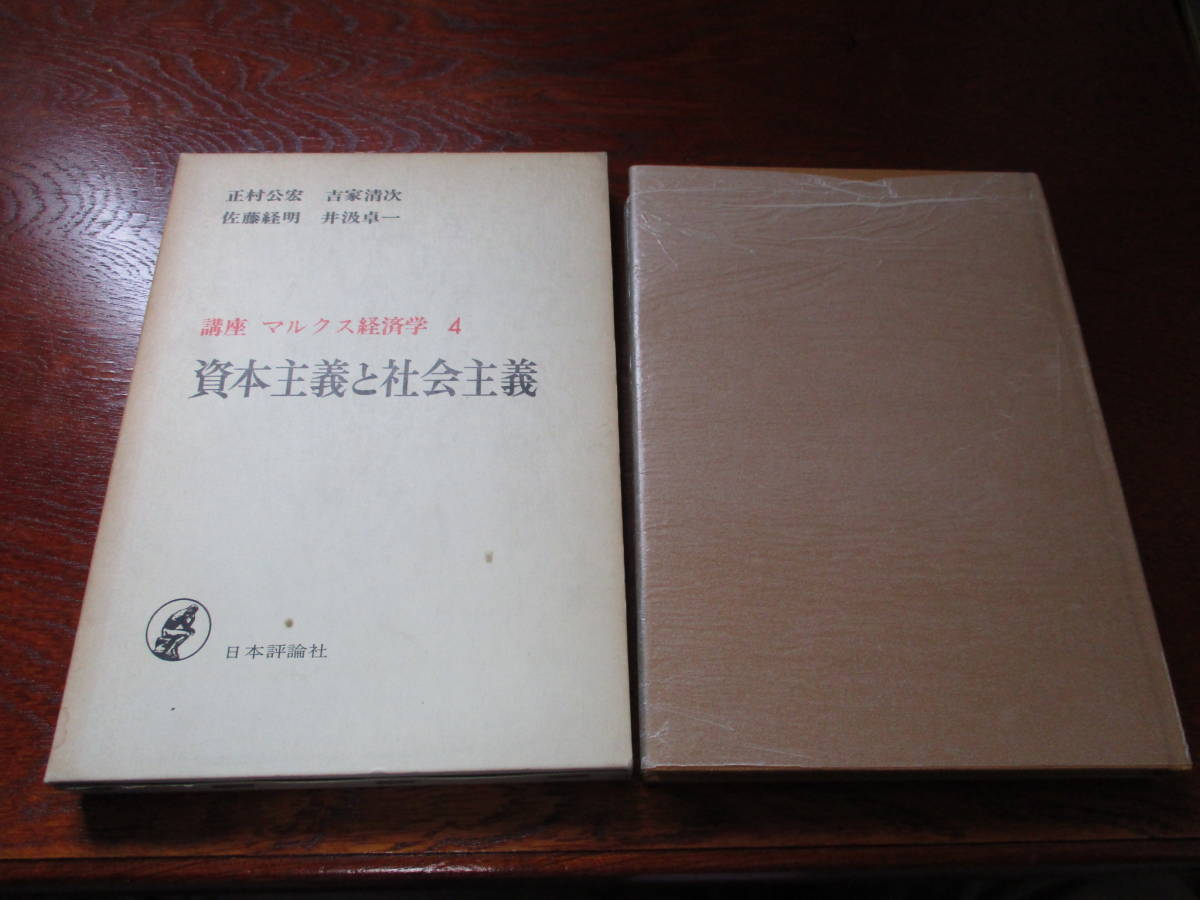 正村公宏 吉家清次
佐藤経明 井汲卓一
講座 マルクス経済学 4
資本主義と社会主義
日本評論社